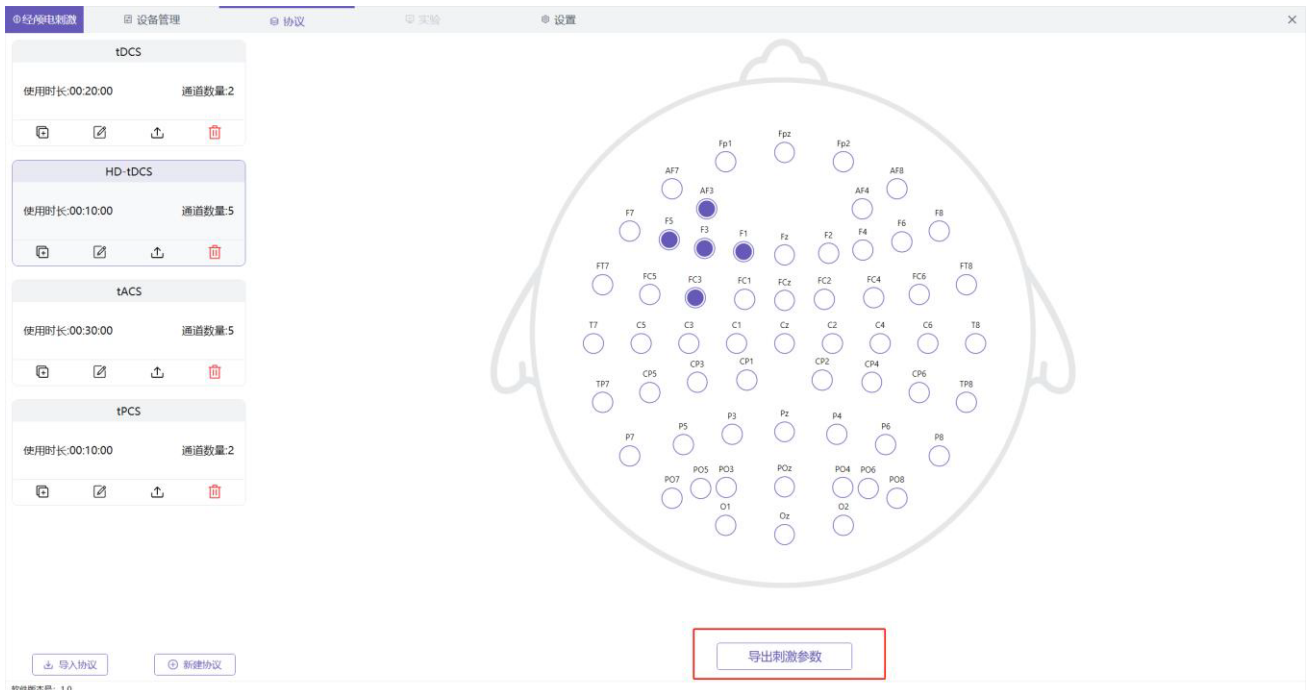 经颅电刺激 设备管理 协议 实验 设置
tDCS
使用时长:00:20:00 通道数量:2
HD-tDCS
使用时长:00:10:00 通道数量:5
tACS
使用时长:00:30:00 通道数量:5
tPCS
使用时长:00:10:00 通道数量:2
导入协议 新建协议
软件版本号: 1.0
Fpz
Fp1 Fp2
AF7 AF8
AF3 AF4
F7 F8
F5 F6
F3 F1 Fz F2 F4
FT7 FT8
FC5 FC3 FC1 FCz FC2 FC4 FC6
T7 C5 C3 C1 Cz C2 C4 C6 T8
CP5 CP3 CP1 CP2 CP4 CP6
TP7 TP8
P7 P5 P3 Pz P4 P6 P8
PO7 PO5 PO3 POz PO4 PO6 PO8
O1 Oz O2
导出刺激参数